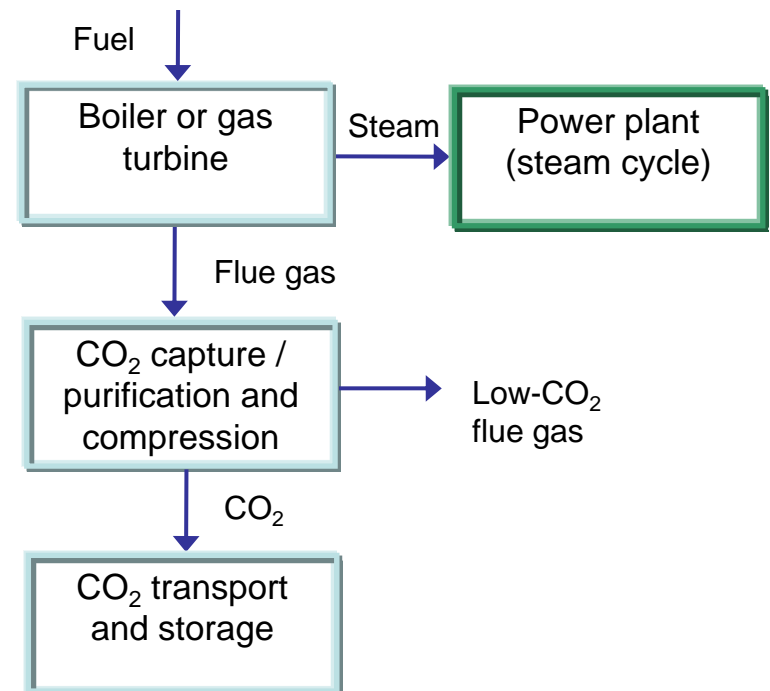 Fuel
Boiler or gas
turbine
Steam
Power plant
(steam cycle)
Flue gas
CO₂ capture /
purification and
compression
Low-CO₂
flue gas
CO₂
CO₂ transport
and storage